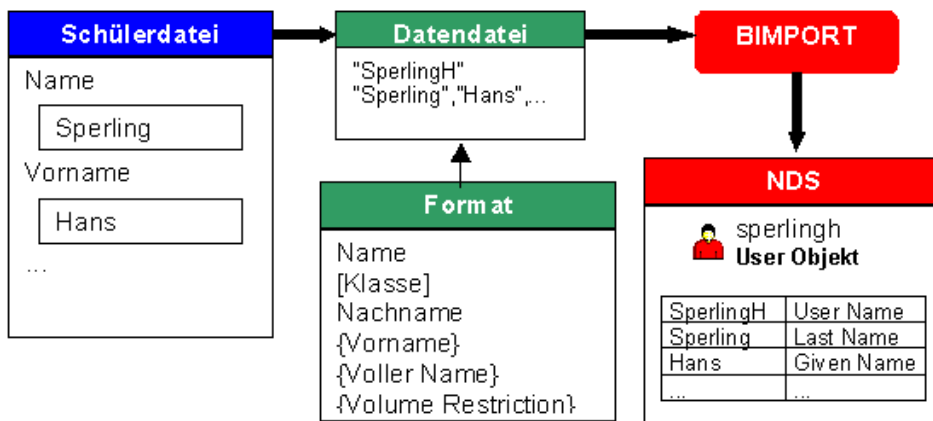 Schülerdatei
Name
Sperling
Vorname
Hans
...
Datendatei
"SperlingH"
"Sperling","Hans",...
Format
Name
[Klasse]
Nachname
{Vorname}
{Voller Name}
{Volume Restriction}
BIMPORT
NDS
sperlingh
User Objekt
SperlingH User Name
Sperling Last Name
Hans Given Name
... ...